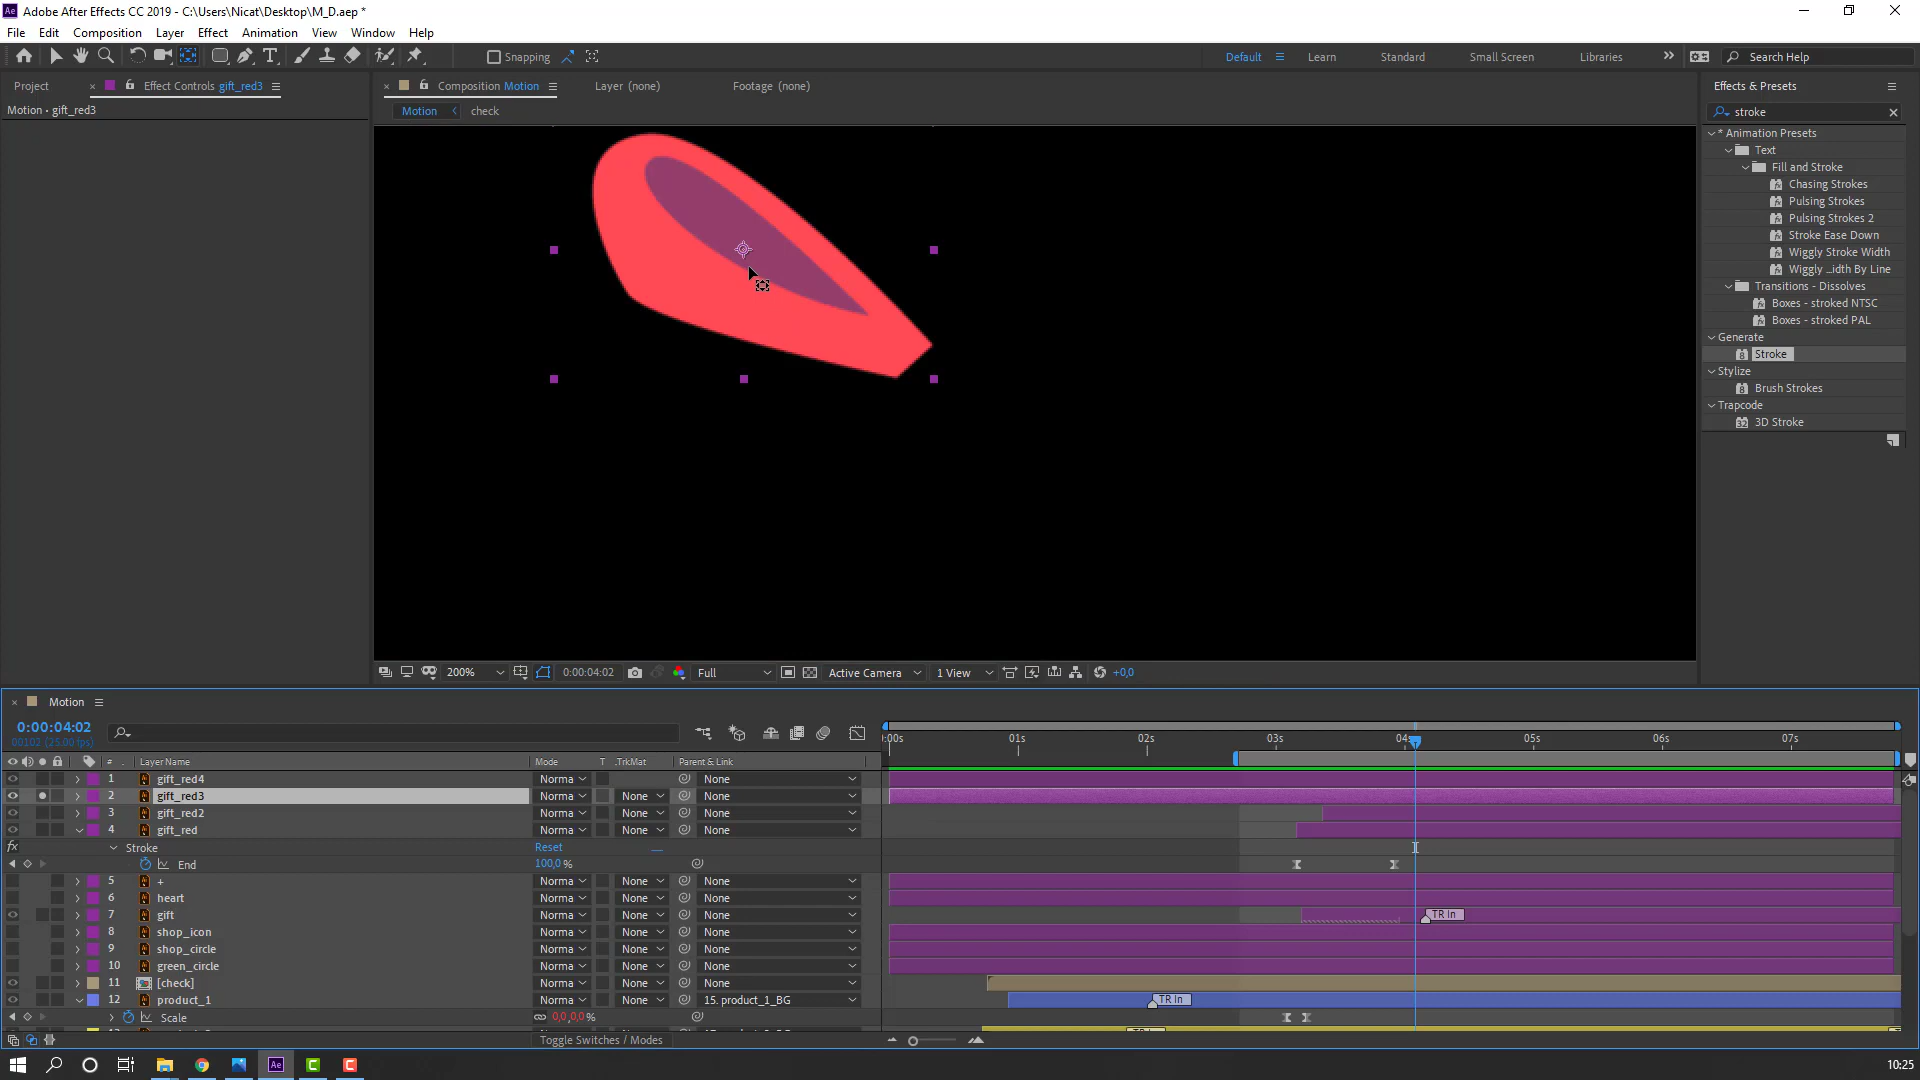 Adobe After Effects CC 2019 - C:\Users\Nicat\Desktop\M_D.aep *
File Edit Composition Layer Effect Animation View Window Help
Snapping
Default Learn Standard Small Screen Libraries Search Help
Project Effect Controls gift_red3
Composition Motion Layer (none) Footage (none)
Effects & Presets
Motion • gift_red3
Motion check
stroke
* Animation Presets
Text
Fill and Stroke
Chasing Strokes
Pulsing Strokes
Pulsing Strokes 2
Stroke Ease Down
Wiggly Stroke Width
Wiggly ...idth By Line
Transitions - Dissolves
Boxes - stroked NTSC
Boxes - stroked PAL
Generate
Stroke
Stylize
Brush Strokes
Trapcode
3D Stroke
200% 0:00:04:02 Full Active Camera 1 View +0,0
Motion
0:00:04:02
00102 (25.00 fps)
:00s 01s 02s 03s 04s 05s 06s 07s
# Layer Name Mode T .TrkMat Parent & Link
1 gift_red4 Norma None
2 gift_red3 Norma None None
3 gift_red2 Norma None None
4 gift_red Norma None None
fx Stroke Reset
End 100,0 %
5 + Norma None None
6 heart Norma None None
7 gift Norma None None TR In
8 shop_icon Norma None None
9 shop_circle Norma None None
10 green_circle Norma None None
11 [check] Norma None None
12 product_1 Norma None 15. product_1_BG TR In
Scale 0,0,0,0 %
Toggle Switches / Modes
10:25